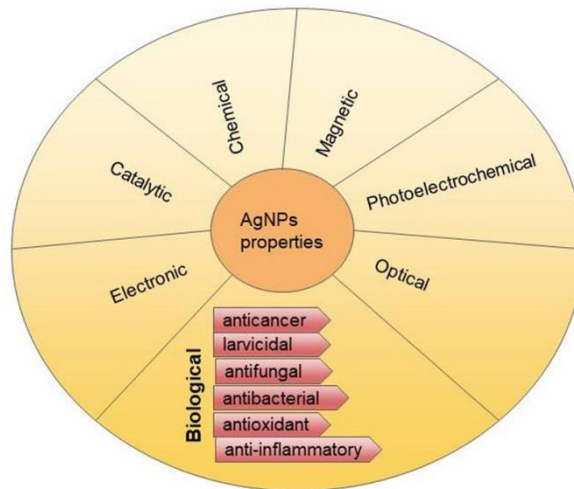 Chemical
Magnetic
Catalytic
Photoelectrochemical
AgNPs
properties
Electronic
Optical
Biological
anticancer
larvicidal
antifungal
antibacterial
antioxidant
anti-inflammatory